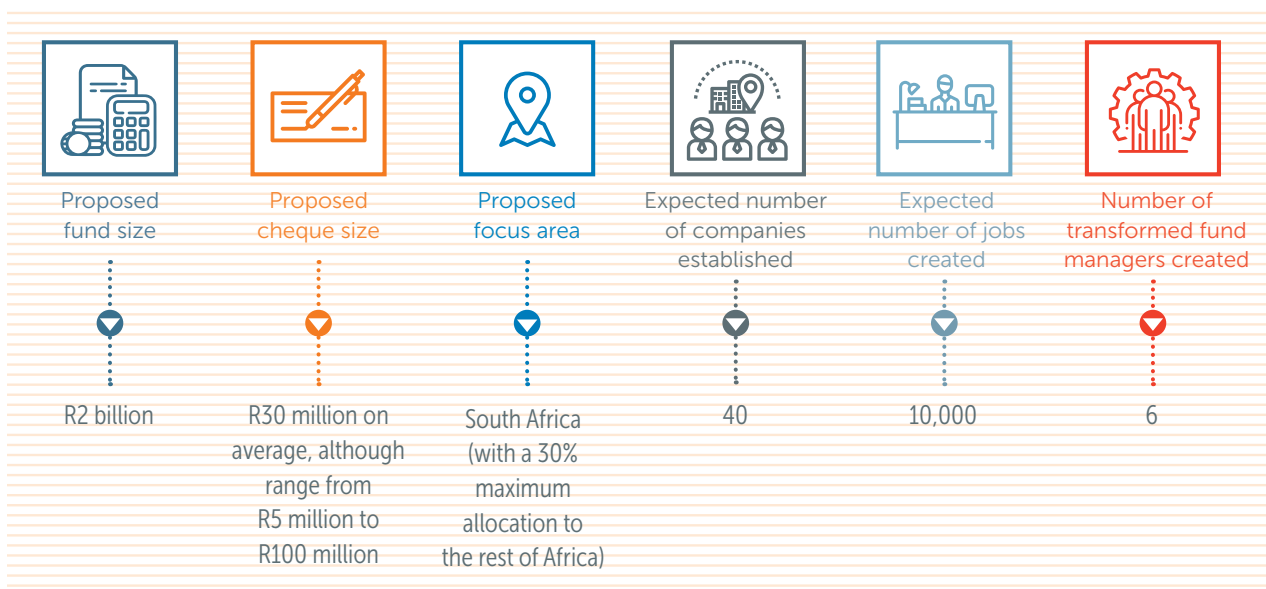 Proposed
fund size
Proposed
cheque size
Proposed
focus area
Expected number
of companies
established
Expected
number of jobs
created
Number of
transformed fund
managers created
R2 billion
R30 million on
average, although
range from
R5 million to
R100 million
South Africa
(with a 30%
maximum
allocation to
the rest of Africa)
40
10,000
6